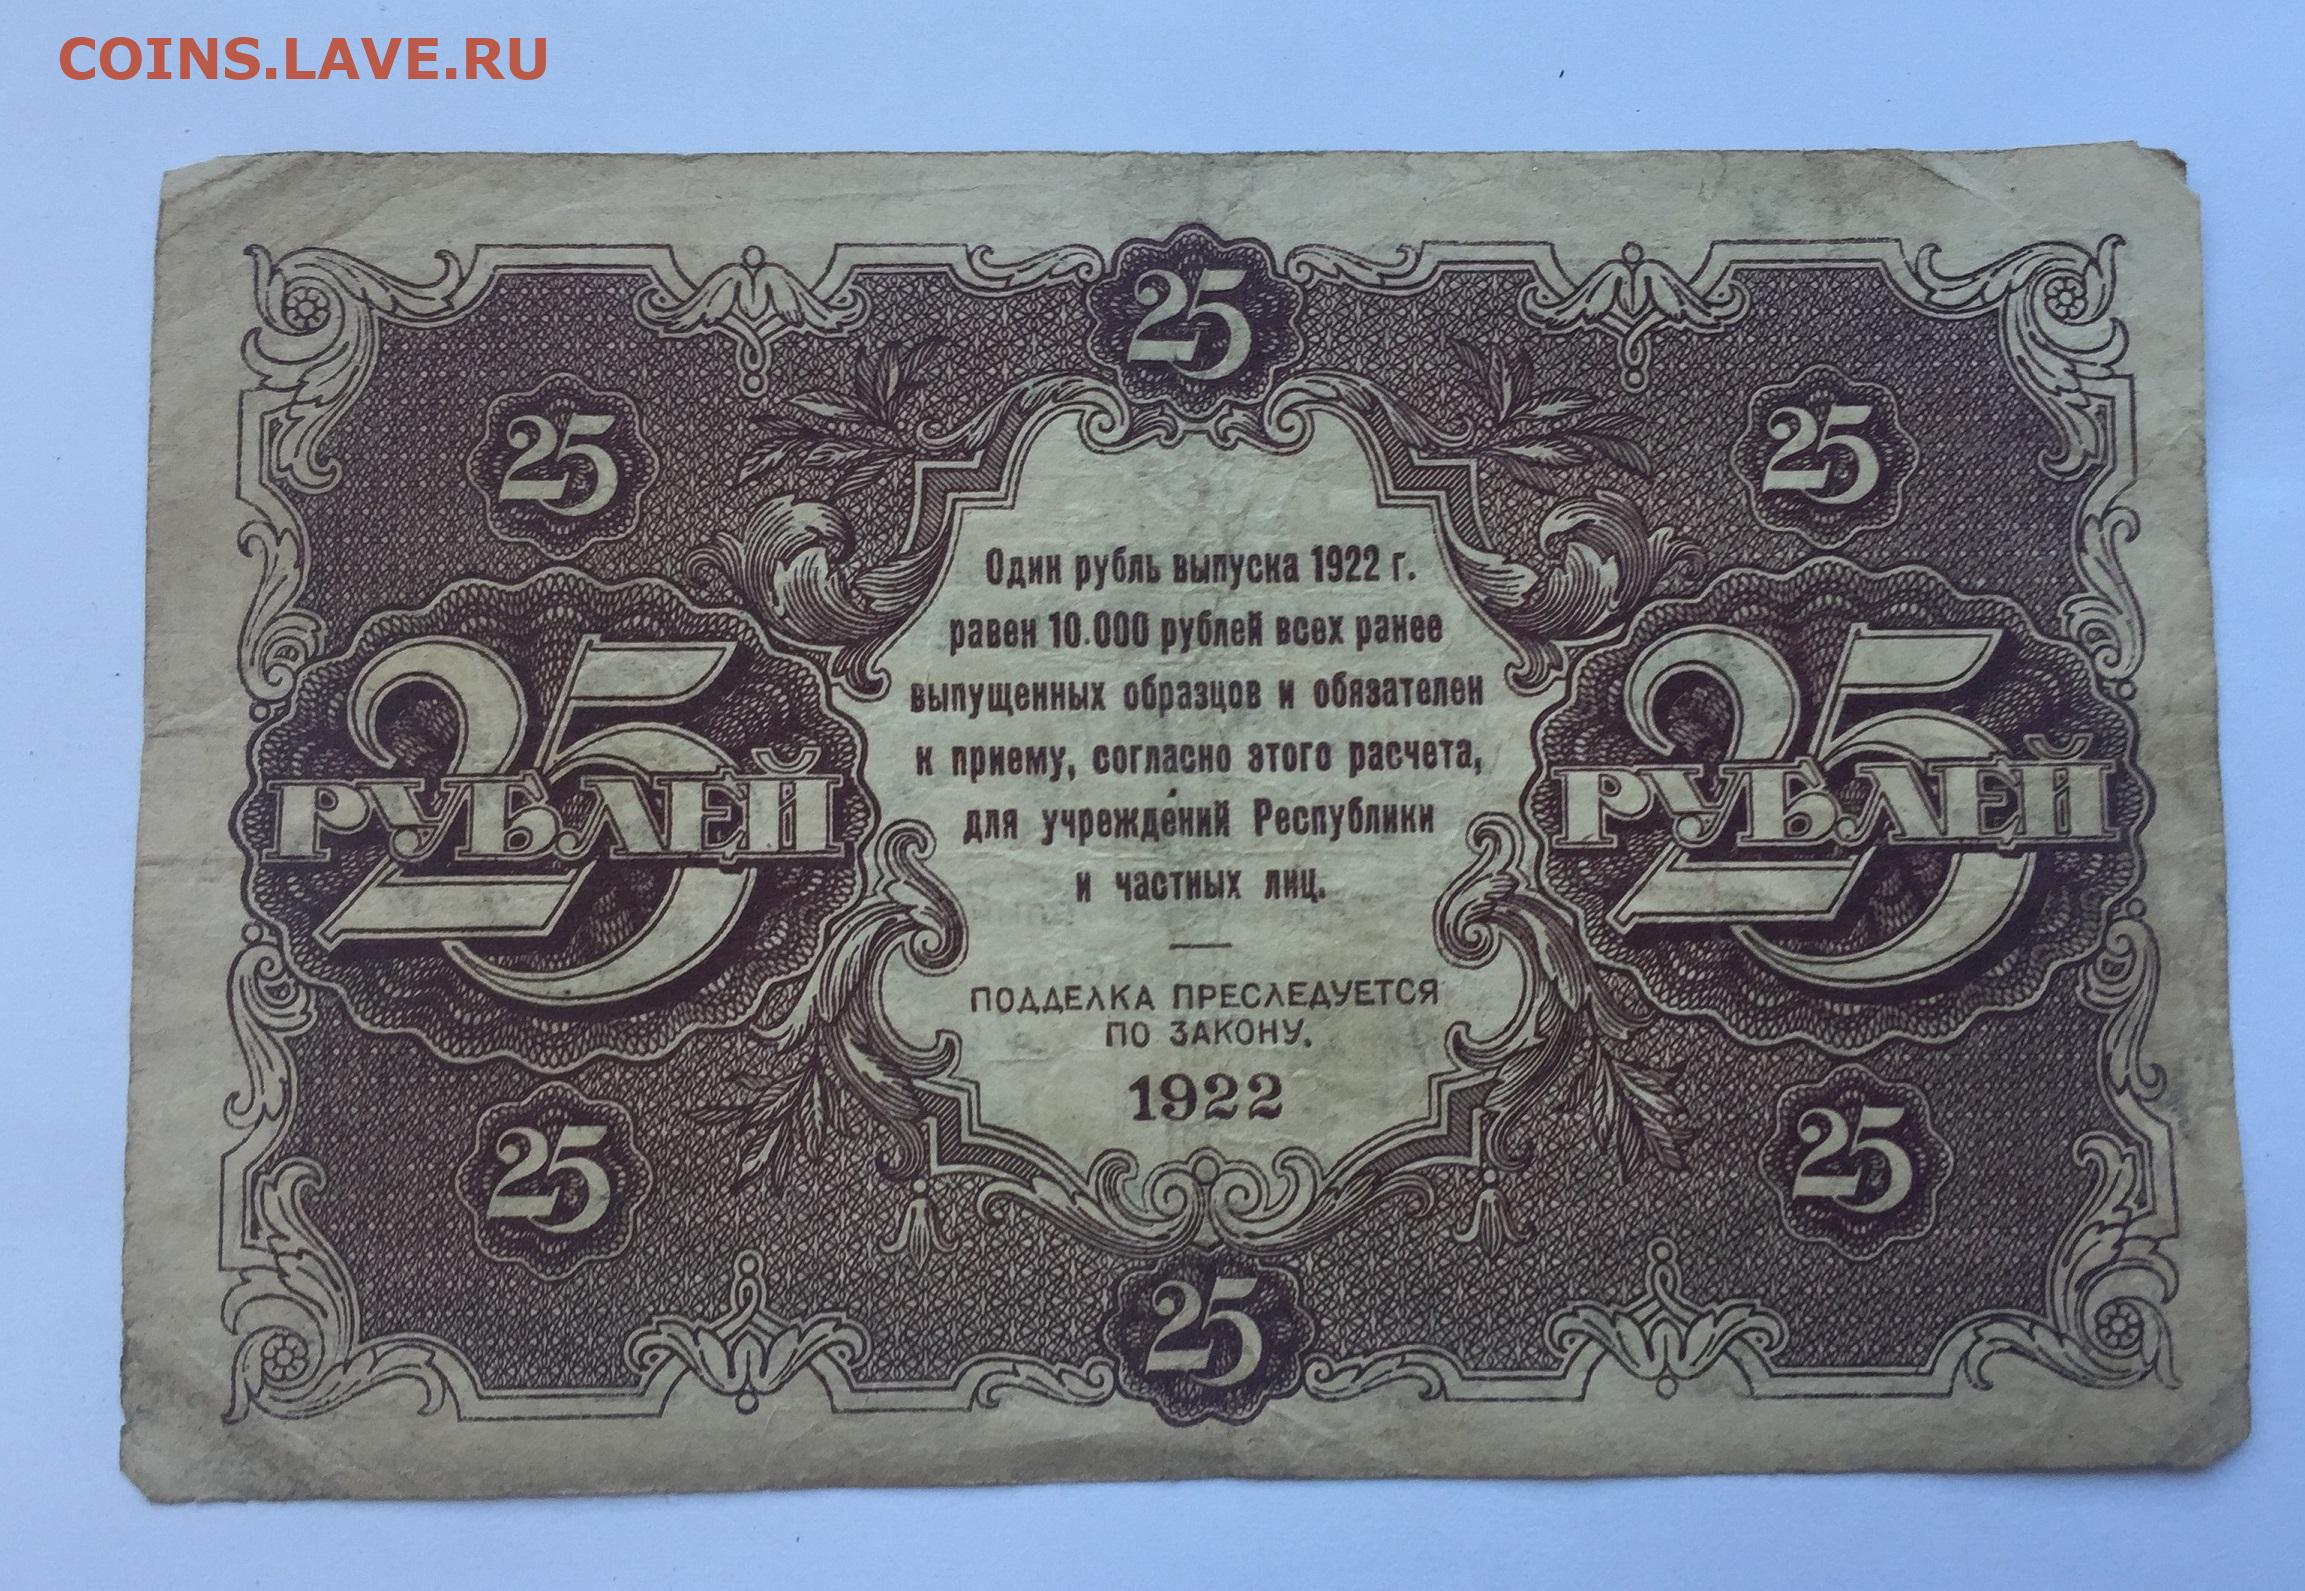 COINS.LAVE.RU
25
25
25
Один рубль выпуска 1922 г.
равен 10.000 рублей всех ранее
выпущенных образцов и обязателен
к приему, согласно этого расчета,
для учреждений Республики
и частных лиц.
25 РУБЛЕЙ
25 РУБЛЕЙ
ПОДДЕЛКА ПРЕСЛЕДУЕТСЯ
ПО ЗАКОНУ.
1922
25
25
25